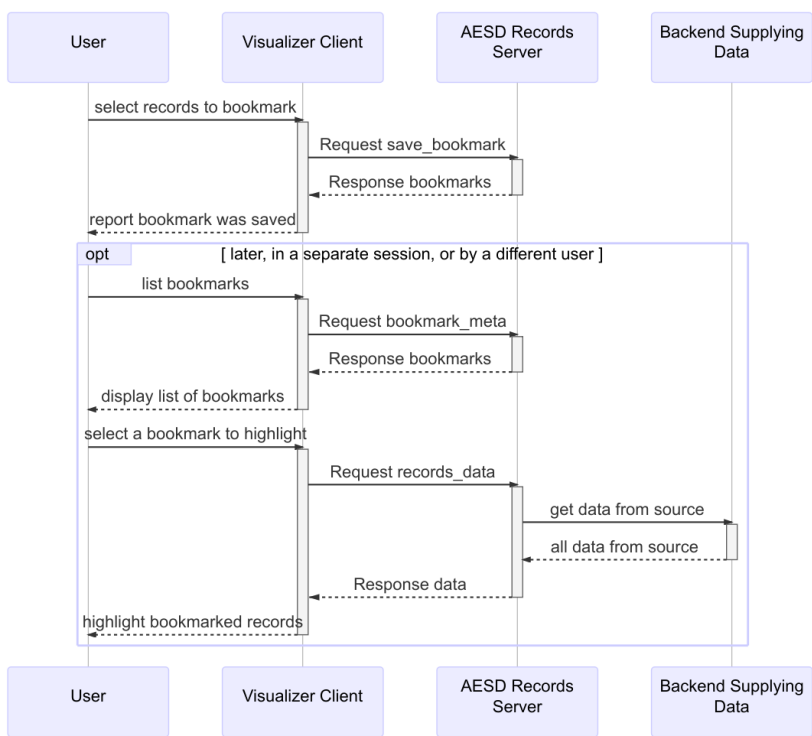 User
Visualizer Client
AESD Records
Server
Backend Supplying
Data
select records to bookmark
Request save_bookmark
Response bookmarks
report bookmark was saved
opt
[ later, in a separate session, or by a different user ]
list bookmarks
Request bookmark_meta
Response bookmarks
display list of bookmarks
select a bookmark to highlight
Request records_data
get data from source
all data from source
Response data
highlight bookmarked records
User
Visualizer Client
AESD Records
Server
Backend Supplying
Data